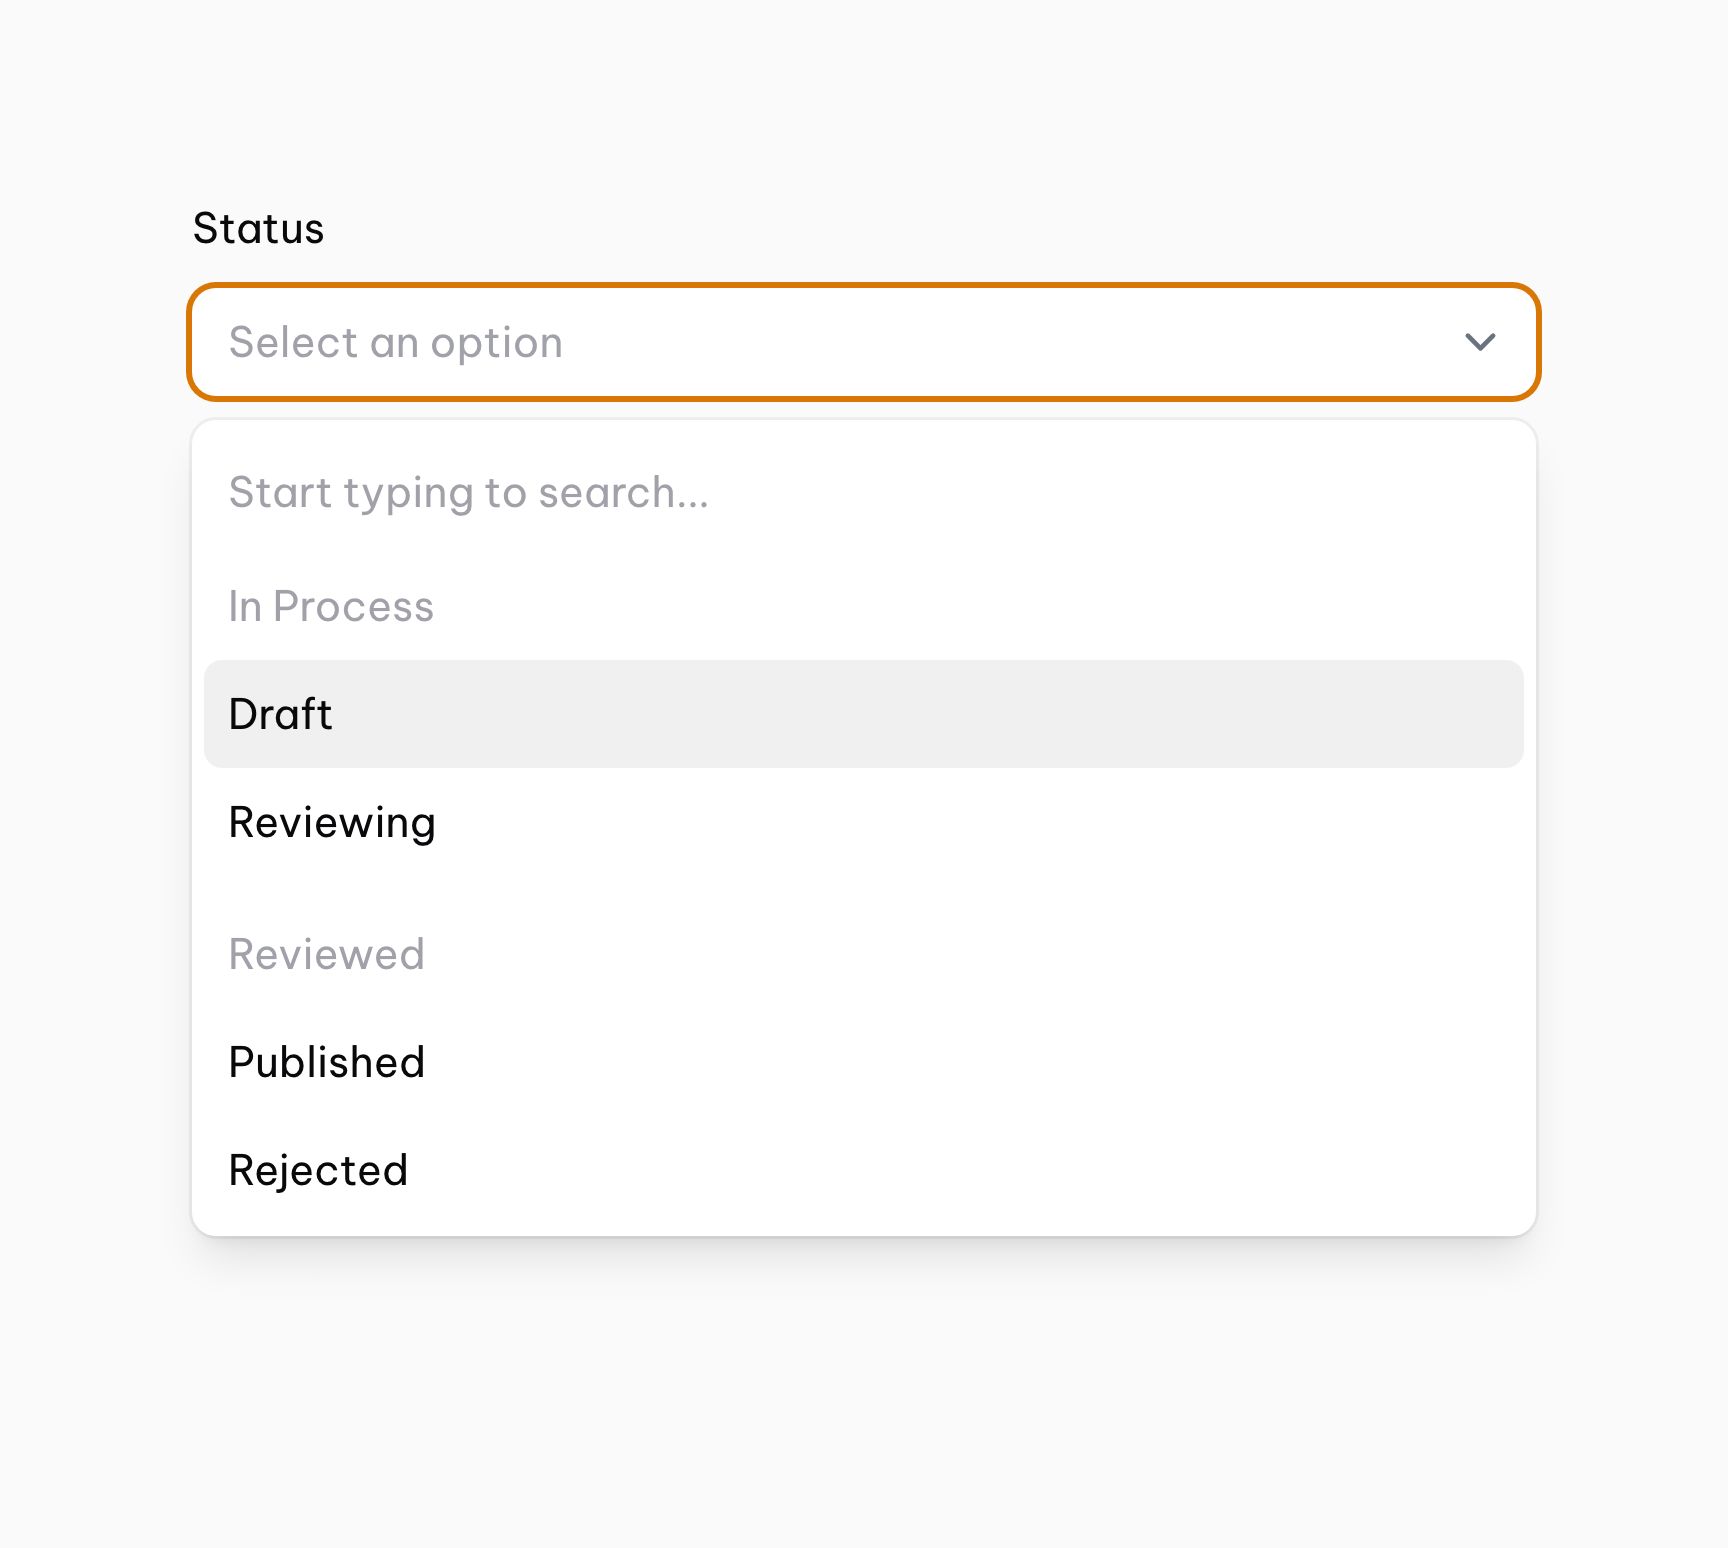 Status
Select an option
Start typing to search...
In Process
Draft
Reviewing
Reviewed
Published
Rejected